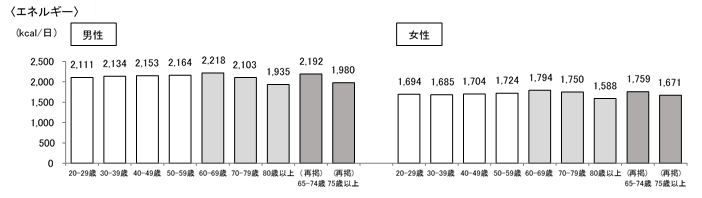 〈エネルギー〉
(kcal/日)
男性
女性
2,111 2,134 2,153 2,164 2,218 2,103 1,935 2,192 1,980
1,694 1,685 1,704 1,724 1,794 1,750 1,588 1,759 1,671
2,500
2,000
1,500
1,000
500
0
20-29歳 30-39歳 40-49歳 50-59歳 60-69歳 70-79歳 80歳以上 (再掲) (再掲)
65-74歳 75歳以上
20-29歳 30-39歳 40-49歳 50-59歳 60-69歳 70-79歳 80歳以上 (再掲) (再掲)
65-74歳 75歳以上